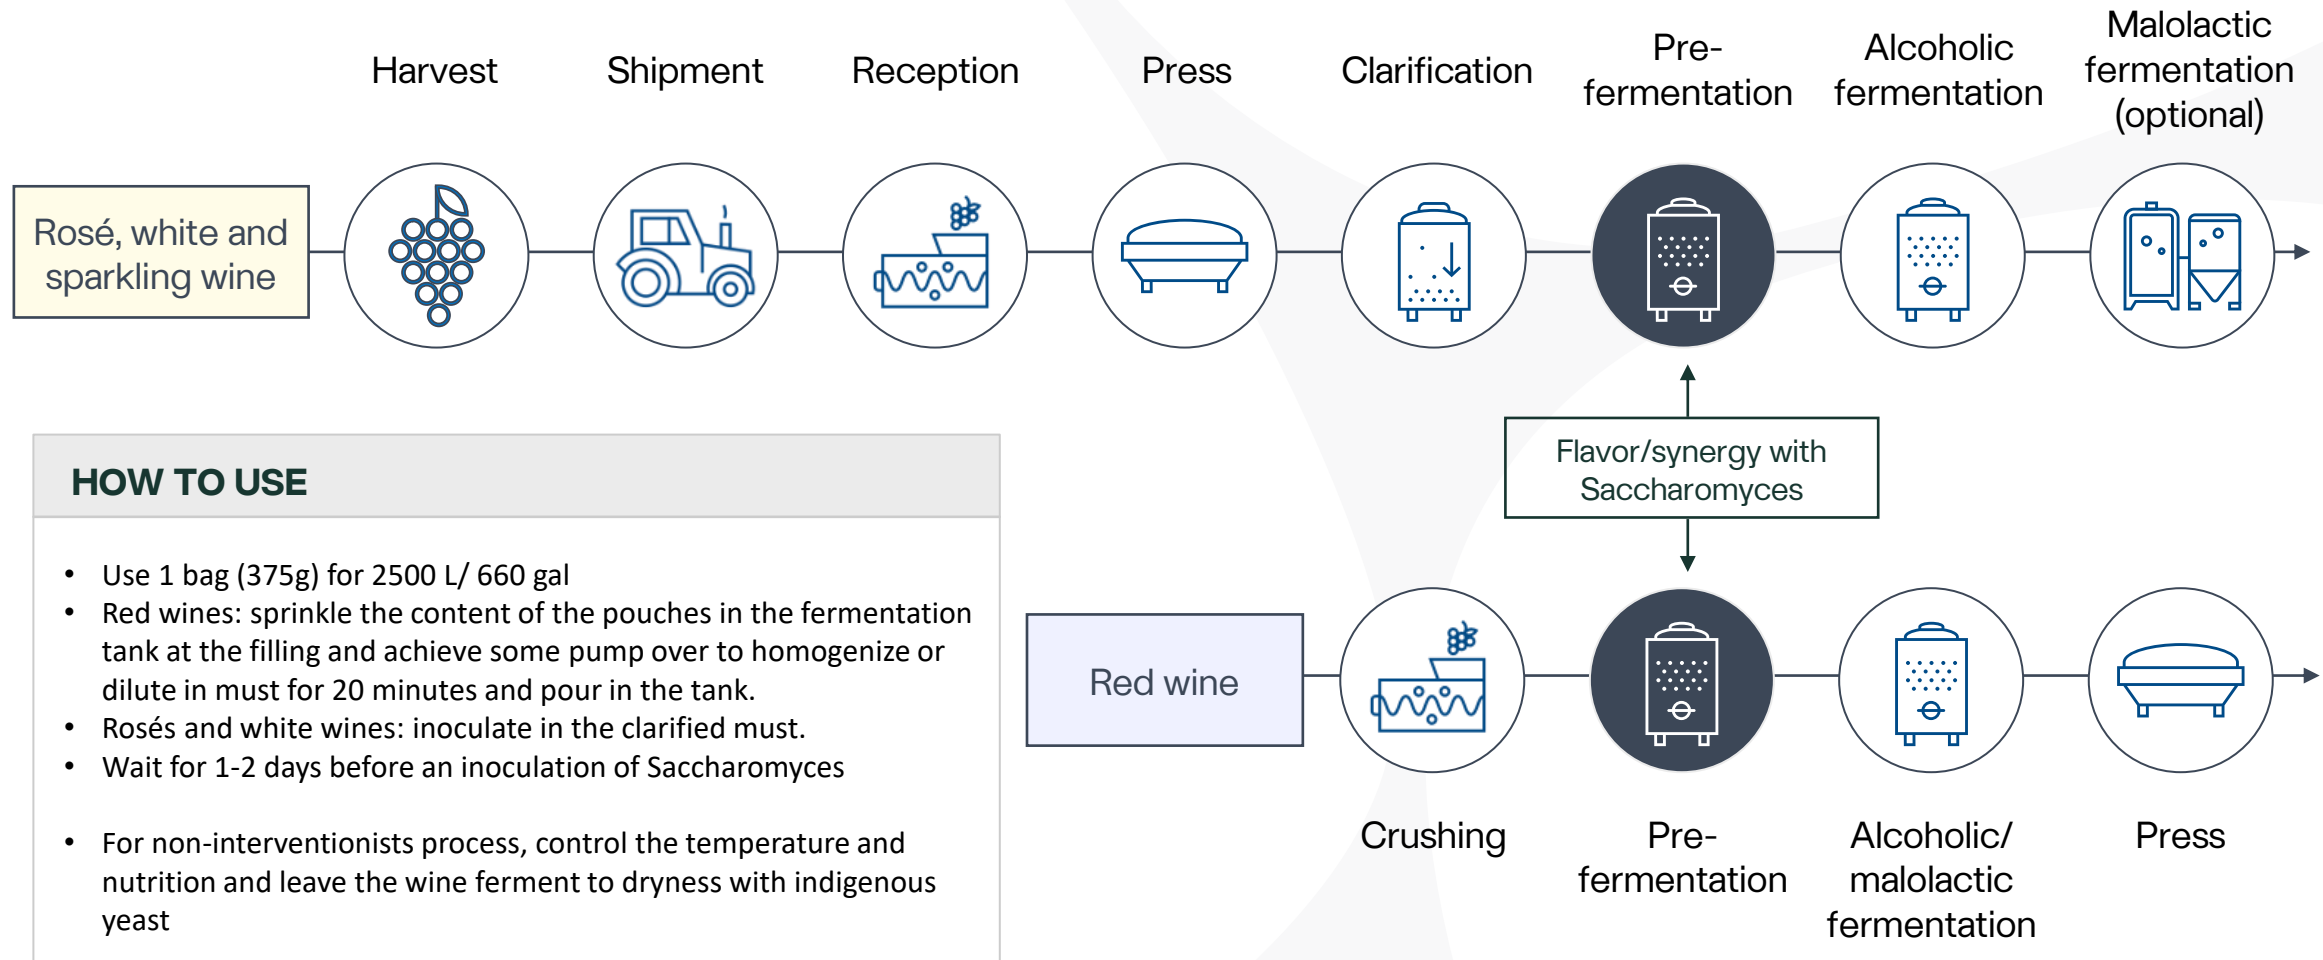 Harvest
Shipment
Reception
Press
Clarification
Pre-
fermentation
Alcoholic
fermentation
Malolactic
fermentation
(optional)
Rosé, white and
sparkling wine
Flavor/synergy with
Saccharomyces
HOW TO USE
• Use 1 bag (375g) for 2500 L/ 660 gal
• Red wines: sprinkle the content of the pouches in the fermentation
tank at the filling and achieve some pump over to homogenize or
dilute in must for 20 minutes and pour in the tank.
• Rosés and white wines: inoculate in the clarified must.
• Wait for 1-2 days before an inoculation of Saccharomyces
• For non-interventionists process, control the temperature and
nutrition and leave the wine ferment to dryness with indigenous
yeast
Red wine
Crushing
Pre-
fermentation
Alcoholic/
malolactic
fermentation
Press